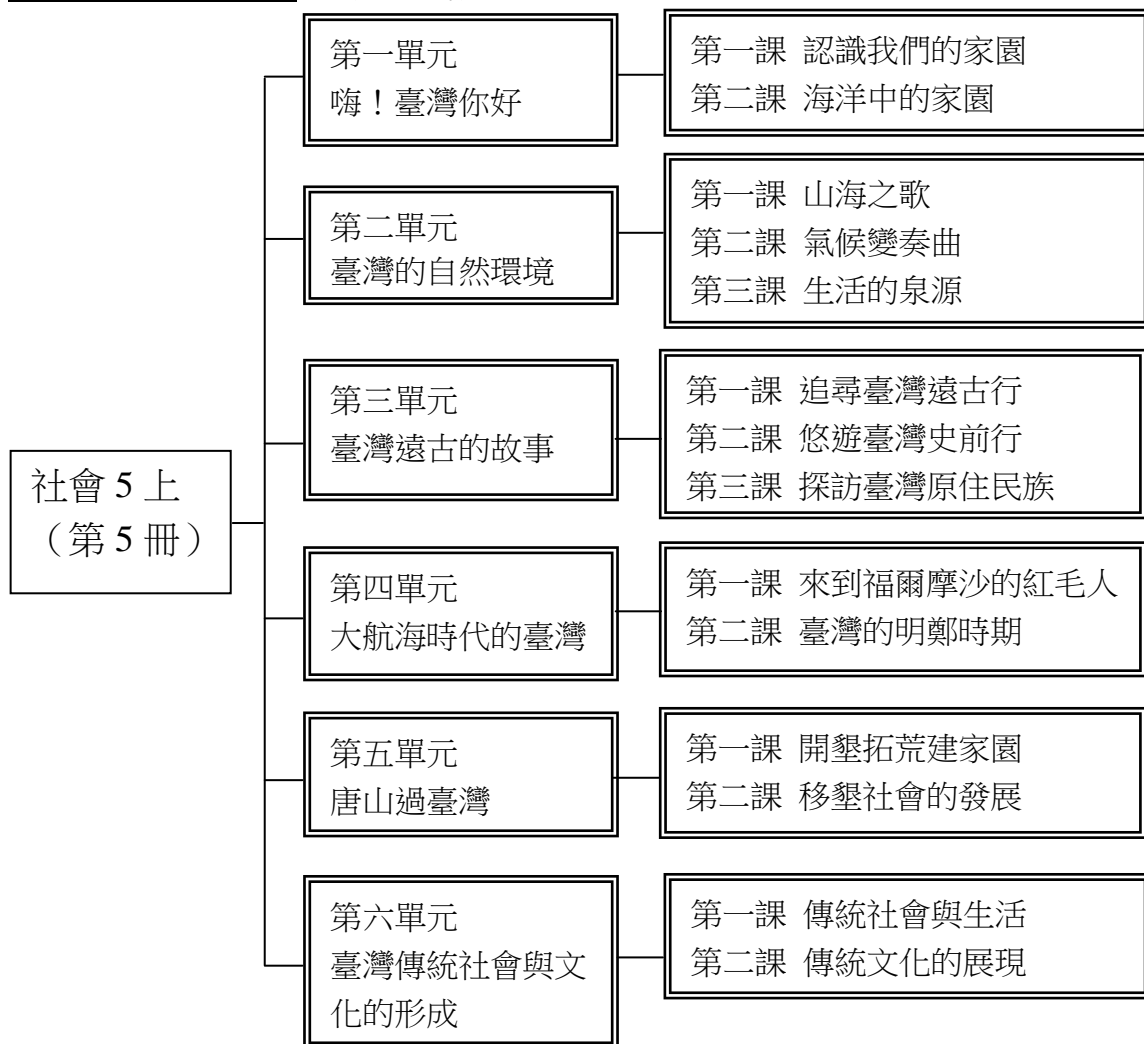 社會 5 上
（第 5 冊）
第一單元
嗨！臺灣你好
第一課 認識我們的家園
第二課 海洋中的家園
第二單元
臺灣的自然環境
第一課 山海之歌
第二課 氣候變奏曲
第三課 生活的泉源
第三單元
臺灣遠古的故事
第一課 追尋臺灣遠古行
第二課 悠遊臺灣史前行
第三課 探訪臺灣原住民族
第四單元
大航海時代的臺灣
第一課 來到福爾摩沙的紅毛人
第二課 臺灣的明鄭時期
第五單元
唐山過臺灣
第一課 開墾拓荒建家園
第二課 移墾社會的發展
第六單元
臺灣傳統社會與文
化的形成
第一課 傳統社會與生活
第二課 傳統文化的展現